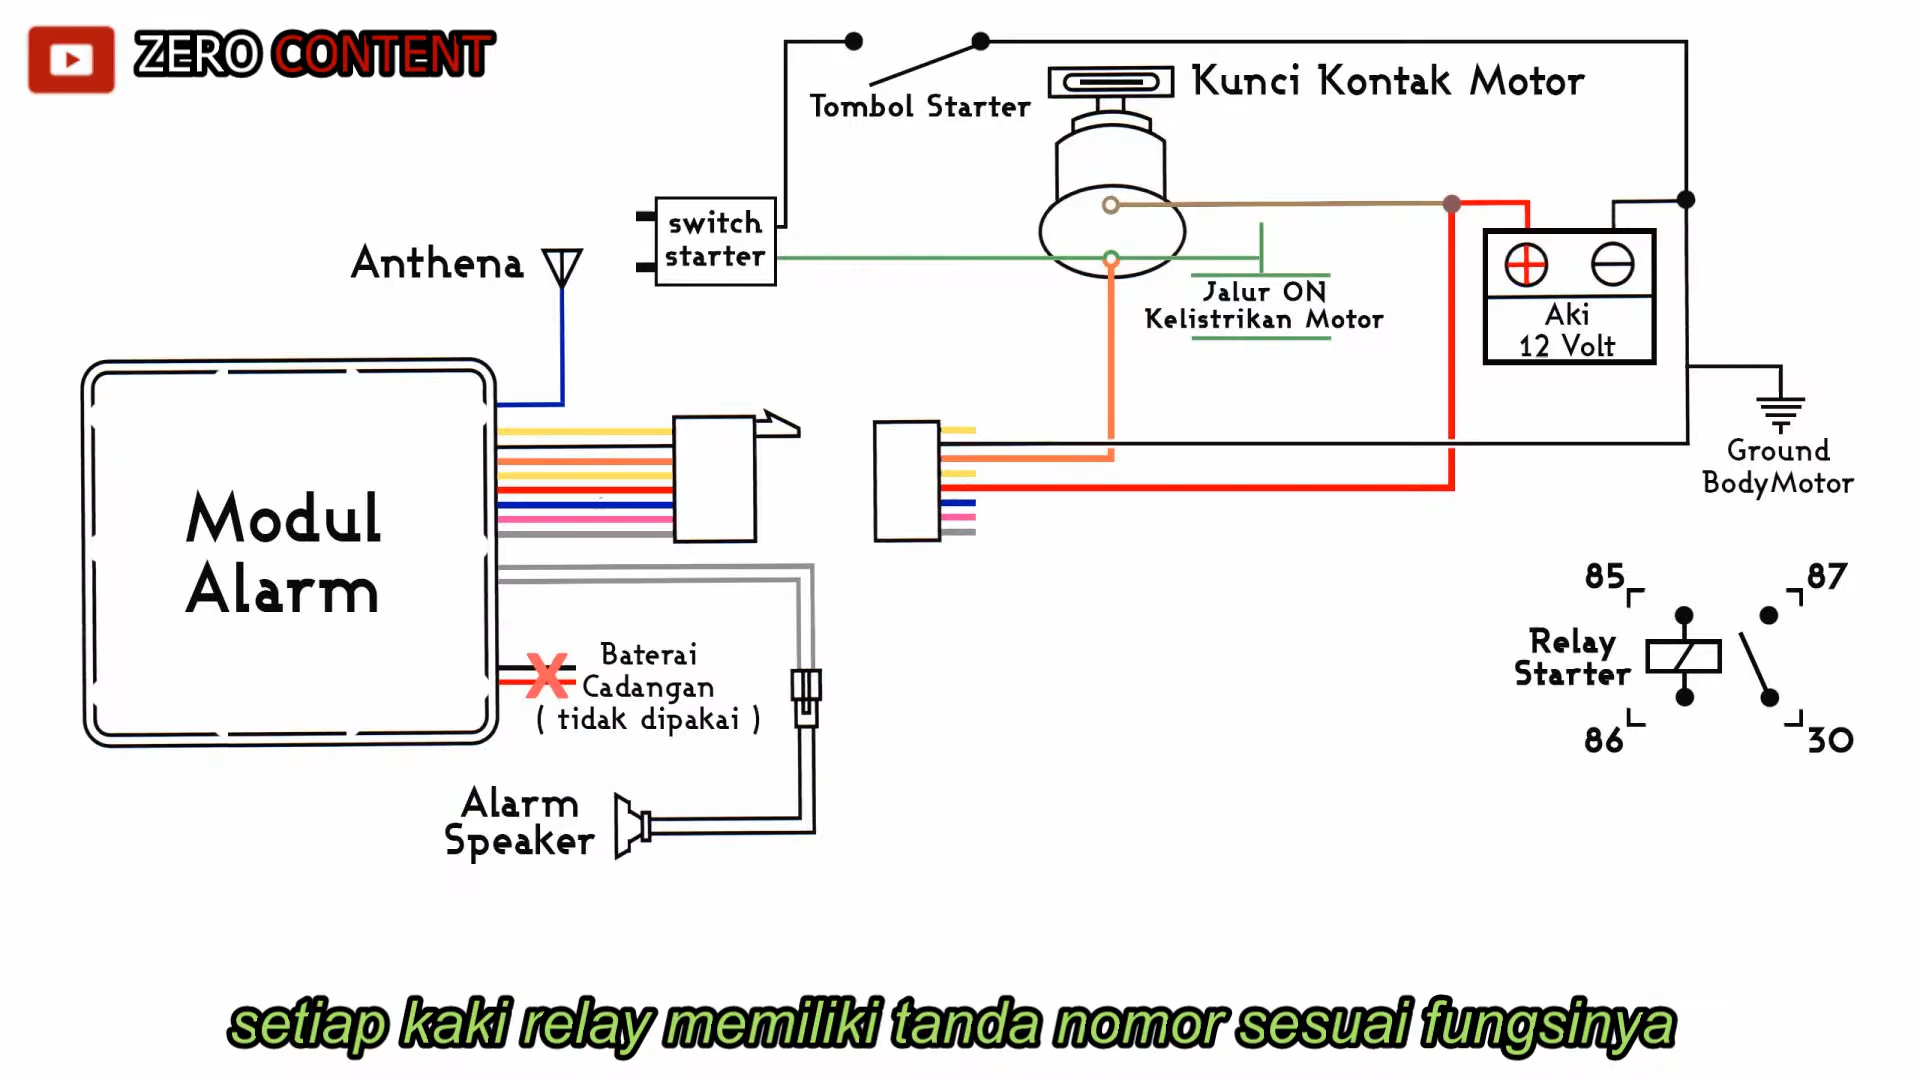 ZERO CONTENT
Tombol Starter
Kunci Kontak Motor
switch
starter
Anthena
Jalur ON
Kelistrikan Motor
Aki
12 Volt
Ground
BodyMotor
Modul
Alarm
85
87
Relay
Starter
86
30
Baterai
Cadangan
( tidak dipakai )
Alarm
Speaker
setiap kaki relay memiliki tanda nomor sesuai fungsinya